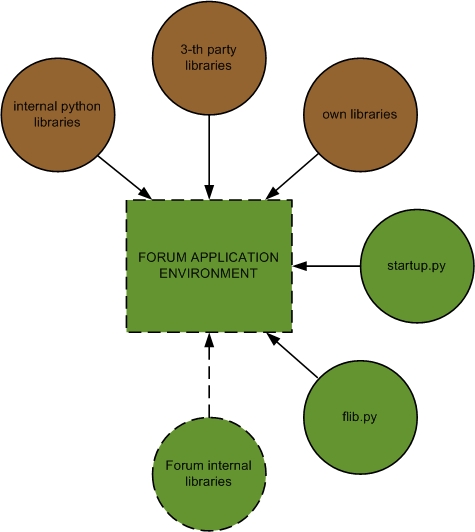 3-th party
libraries
internal python
libraries
own libraries
FORUM APPLICATION
ENVIRONMENT
startup.py
flib.py
Forum internal
libraries